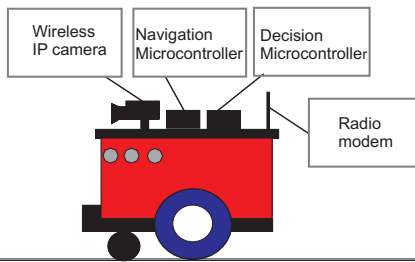 Wireless
IP camera
Navigation
Microcontroller
Decision
Microcontroller
Radio
modem